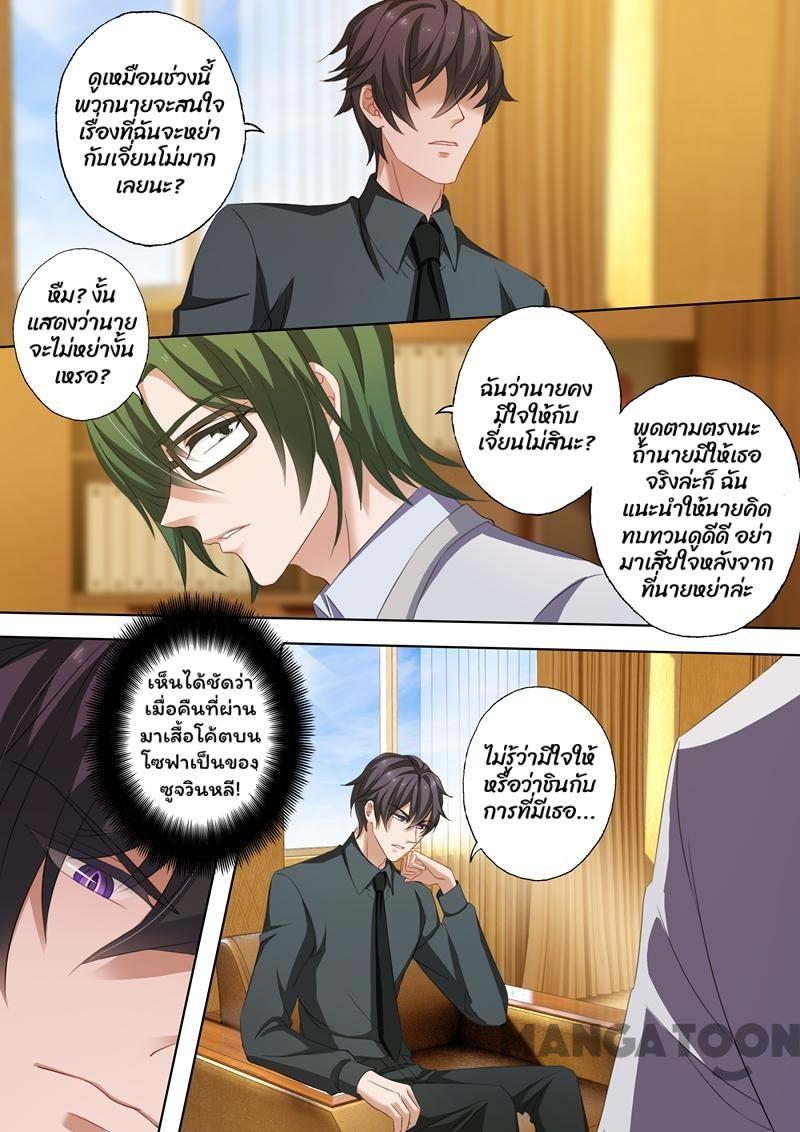 ดูเหมือนช่วงนี้
พวกนายจะสนใจ
เรื่องที่ฉันจะหย่า
กับเจี่ยนโม่มาก
เลยนะ?
หืม? งั้น
แสดงว่านาย
จะไม่หย่างั้น
เหรอ?
ฉันว่านายคง
มีใจให้กับ
เจี่ยนโม่สินะ?
พูดตามตรงนะ
ถ้านายมีให้เธอ
จริงล่ะก็ ฉัน
แนะนำให้นายคิด
ทบทวนดูดีดี อย่า
มาเสียใจหลังจาก
ที่นายหย่าล่ะ
เห็นได้ชัดว่า
เมื่อคืนที่ผ่าน
มาเสื้อโค้ตบน
โซฟาเป็นของ
ซูจวินหลี!
ไม่รู้ว่ามีใจให้
หรือว่าชินกับ
การที่มีเธอ...
MANGATOON